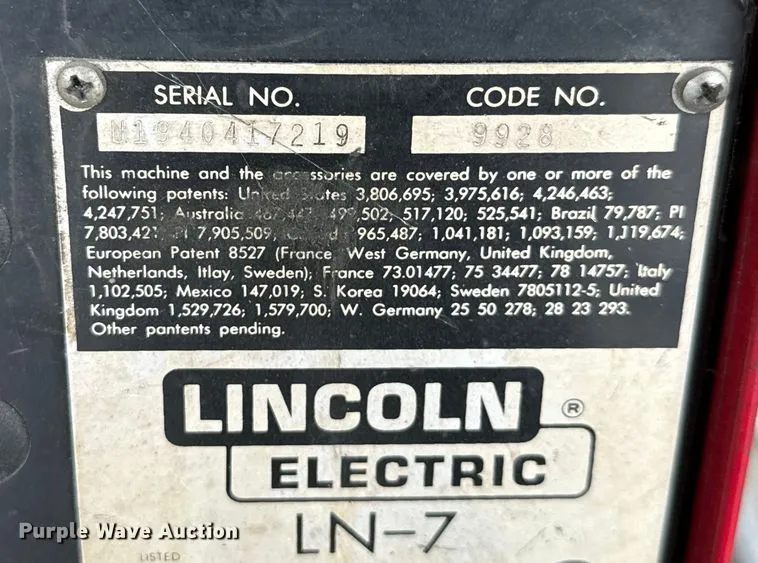 SERIAL NO. CODE NO.
U1940417219 9928
This machine and the accessories are covered by one or more of the
following patents: United States 3,806,695; 3,975,616; 4,246,463;
4,247,751; Australia 499,502; 517,120; 525,541; Brazil 79,787; PI
7,803,421 7,905,509, 965,487; 1,041,181; 1,093,159; 1,119,674;
European Patent 8527 (France West Germany, United Kingdom,
Netherlands, Itlay, Sweden); France 73.01477; 75 34477; 78 14757; Italy
1,102,505; Mexico 147,019; S. Korea 19064; Sweden 7805112-5; United
Kingdom 1,529,726; 1,579,700; W. Germany 25 50 278; 28 23 293.
Other pantents pending.
LINCOLN ®
ELECTRIC
LN-7
LISTED
Purple Wave Auction